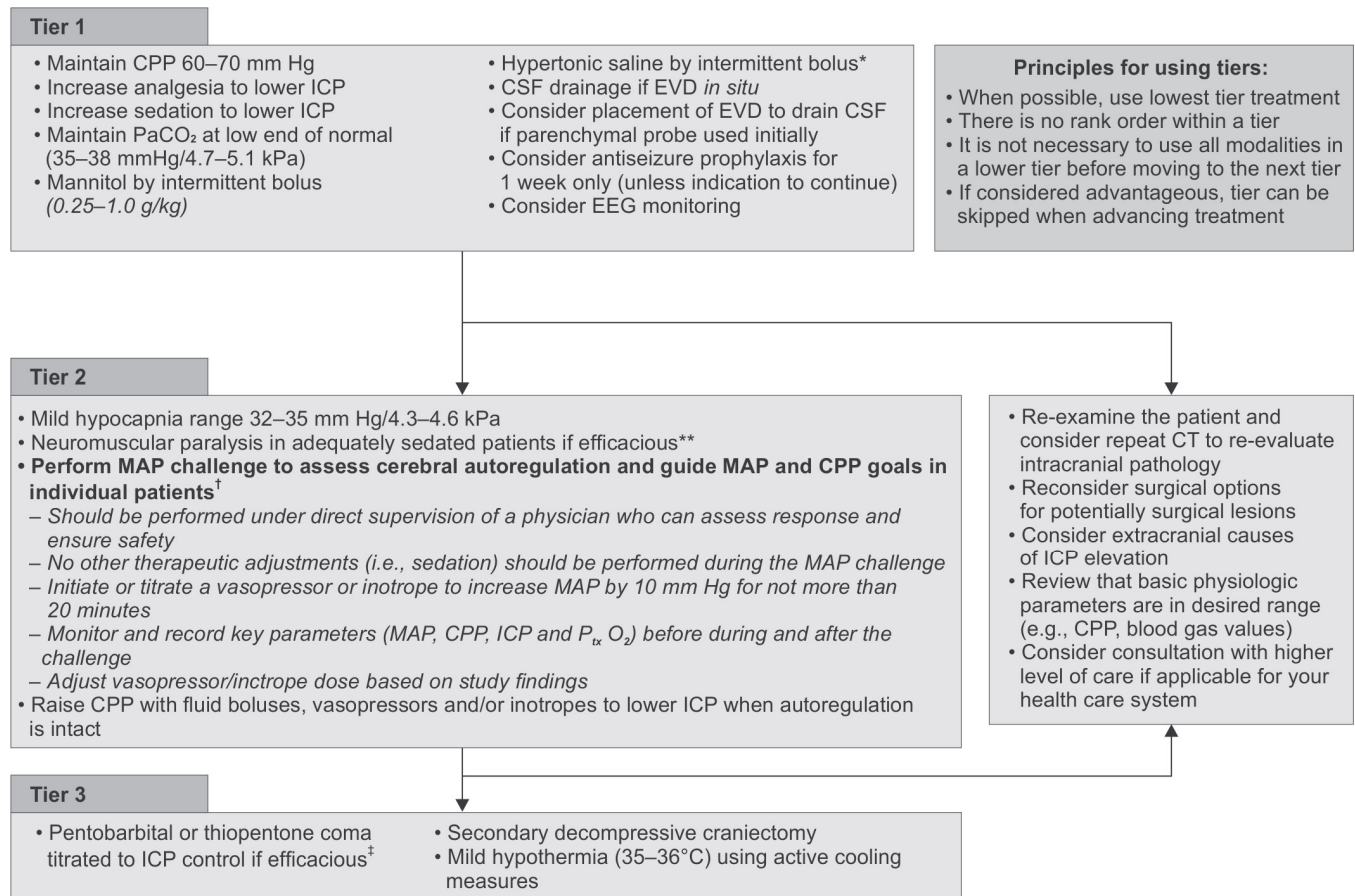 Tier 1
• Maintain CPP 60–70 mm Hg
• Increase analgesia to lower ICP
• Increase sedation to lower ICP
• Maintain PaCO₂ at low end of normal
(35–38 mmHg/4.7–5.1 kPa)
• Mannitol by intermittent bolus
(0.25–1.0 g/kg)
• Hypertonic saline by intermittent bolus*
• CSF drainage if EVD in situ
• Consider placement of EVD to drain CSF
if parenchymal probe used initially
• Consider antiseizure prophylaxis for
1 week only (unless indication to continue)
• Consider EEG monitoring
Principles for using tiers:
• When possible, use lowest tier treatment
• There is no rank order within a tier
• It is not necessary to use all modalities in
a lower tier before moving to the next tier
• If considered advantageous, tier can be
skipped when advancing treatment
Tier 2
• Mild hypocapnia range 32–35 mm Hg/4.3–4.6 kPa
• Neuromuscular paralysis in adequately sedated patients if efficacious**
• Perform MAP challenge to assess cerebral autoregulation and guide MAP and CPP goals in
individual patients†
– Should be performed under direct supervision of a physician who can assess response and
ensure safety
– No other therapeutic adjustments (i.e., sedation) should be performed during the MAP challenge
– Initiate or titrate a vasopressor or inotrope to increase MAP by 10 mm Hg for not more than
20 minutes
– Monitor and record key parameters (MAP, CPP, ICP and Ptx O₂) before during and after the
challenge
– Adjust vasopressor/inctrope dose based on study findings
• Raise CPP with fluid boluses, vasopressors and/or inotropes to lower ICP when autoregulation
is intact
• Re-examine the patient and
consider repeat CT to re-evaluate
intracranial pathology
• Reconsider surgical options
for potentially surgical lesions
• Consider extracranial causes
of ICP elevation
• Review that basic physiologic
parameters are in desired range
(e.g., CPP, blood gas values)
• Consider consultation with higher
level of care if applicable for your
health care system
Tier 3
• Pentobarbital or thiopentone coma
titrated to ICP control if efficacious‡
• Secondary decompressive craniectomy
• Mild hypothermia (35–36°C) using active cooling
measures